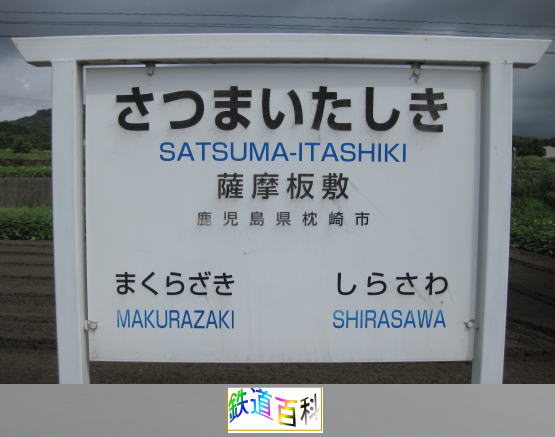 さつまいたしき
SATSUMA-ITASHIKI
薩摩板敷
鹿児島県枕崎市
まくらざき しらさわ
MAKURAZAKI SHIRASAWA
鉄道百科